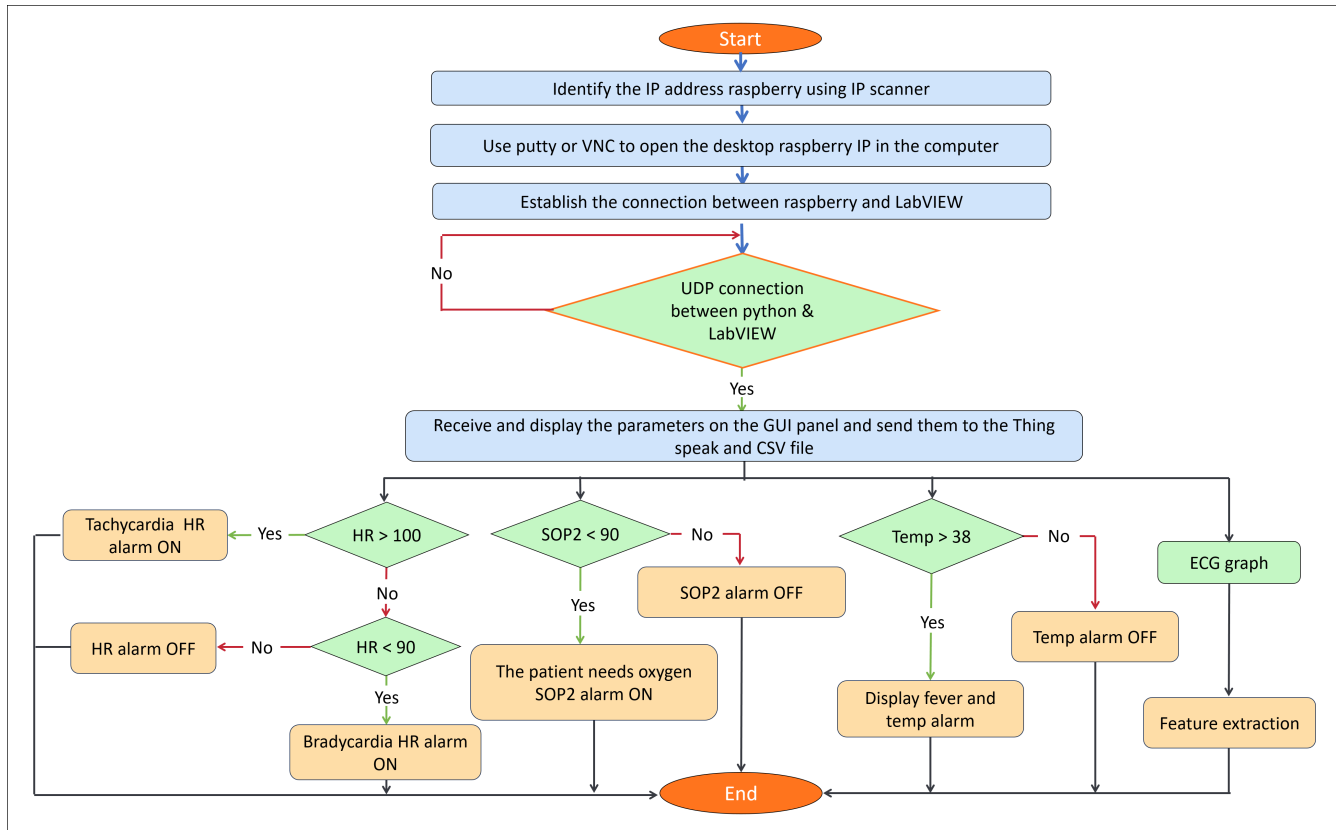 Start
Identify the IP address raspberry using IP scanner
Use putty or VNC to open the desktop raspberry IP in the computer
Establish the connection between raspberry and LabVIEW
No
UDP connection
between python &
LabVIEW
Yes
Receive and display the parameters on the GUI panel and send them to the Thing
speak and CSV file
Tachycardia HR
alarm ON
Yes
HR > 100
No
HR alarm OFF
No
HR < 90
Yes
Bradycardia HR alarm
ON
SOP2 < 90
No
SOP2 alarm OFF
Yes
The patient needs oxygen
SOP2 alarm ON
Temp > 38
No
Temp alarm OFF
Yes
Display fever and
temp alarm
ECG graph
Feature extraction
End